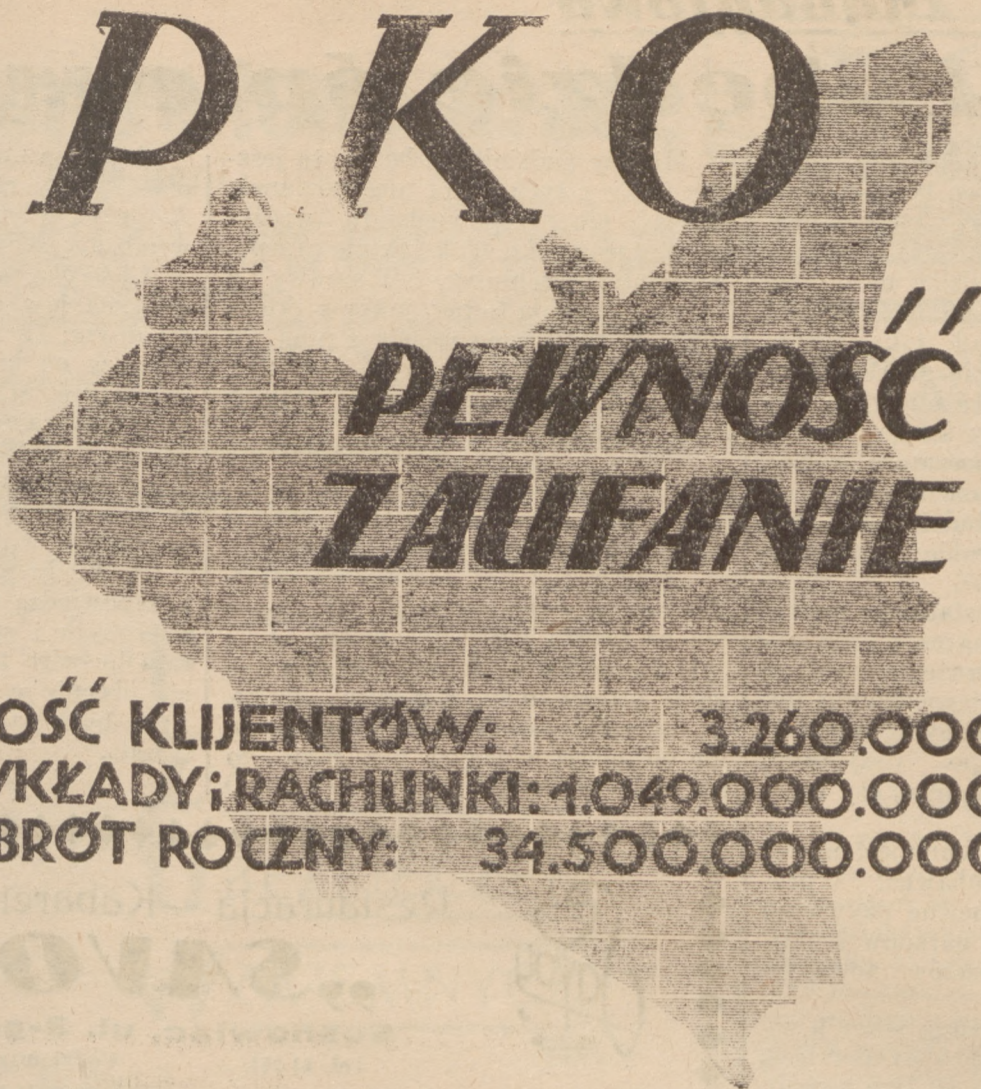 PKO
PEWNOŚĆ
ZAUFANIE
OŚĆ KLIJENTÓW: 3.260.000
WKŁADY i RACHUNKI: 1.049.000.000
BRÓT ROCZNY: 34.500.000.000